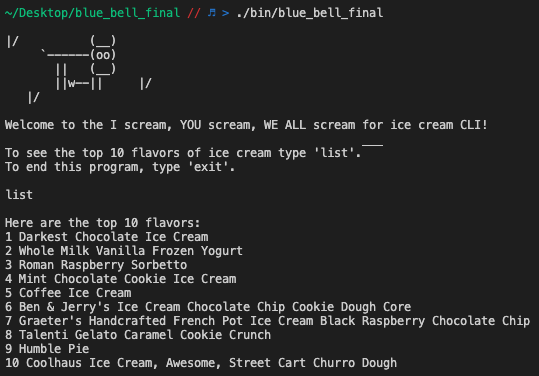 ~/Desktop/blue_bell_final // ♬ > ./bin/blue_bell_final
|/          (__)
     `------(oo)
       ||   (__)
       ||w--||     |/
   |/
Welcome to the I scream, YOU scream, WE ALL scream for ice cream CLI!
To see the top 10 flavors of ice cream type 'list'.
To end this program, type 'exit'.
list
Here are the top 10 flavors:
1 Darkest Chocolate Ice Cream
2 Whole Milk Vanilla Frozen Yogurt
3 Roman Raspberry Sorbetto
4 Mint Chocolate Cookie Ice Cream
5 Coffee Ice Cream
6 Ben & Jerry's Ice Cream Chocolate Chip Cookie Dough Core
7 Graeter's Handcrafted French Pot Ice Cream Black Raspberry Chocolate Chip
8 Talenti Gelato Caramel Cookie Crunch
9 Humble Pie
10 Coolhaus Ice Cream, Awesome, Street Cart Churro Dough